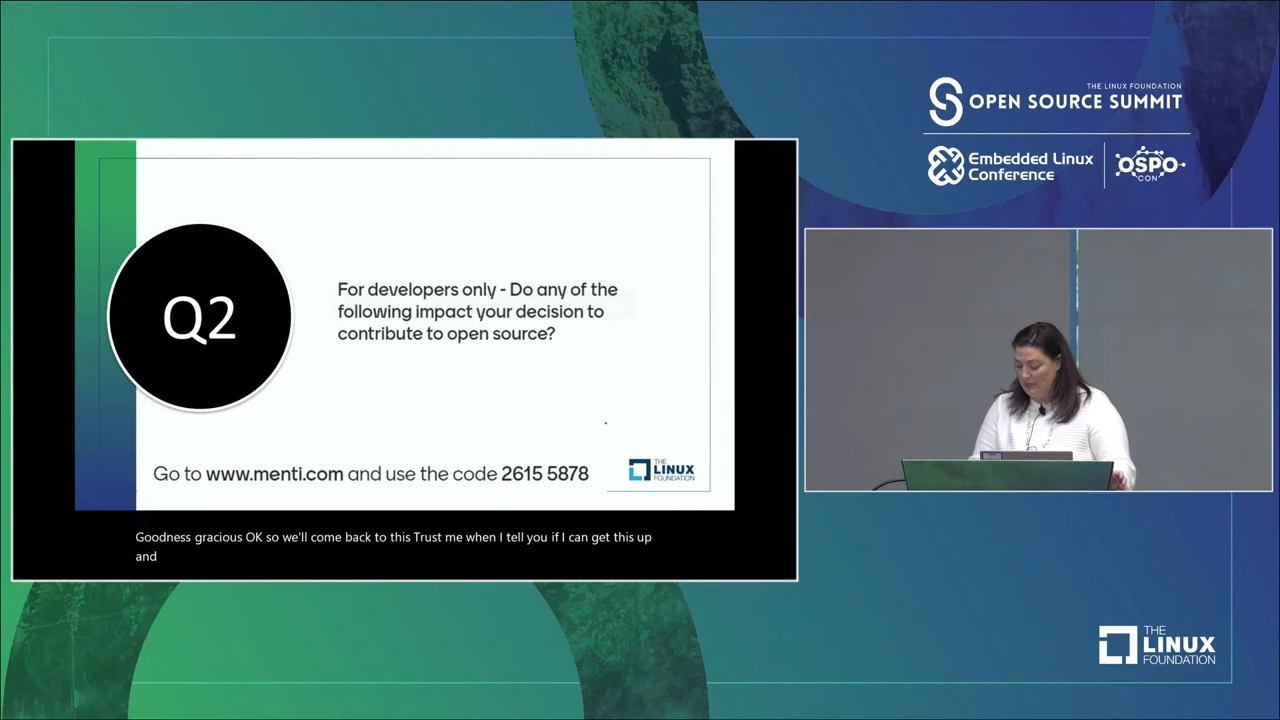 THE LINUX FOUNDATION
OPEN SOURCE SUMMIT
Embedded Linux
Conference
OSPO
CON
Q2
For developers only - Do any of the
following impact your decision to
contribute to open source?
Go to www.menti.com and use the code 2615 5878
THE
LINUX
FOUNDATION
Goodness gracious OK so we'll come back to this Trust me when I tell you if I can get this up
and
THE
LINUX
FOUNDATION